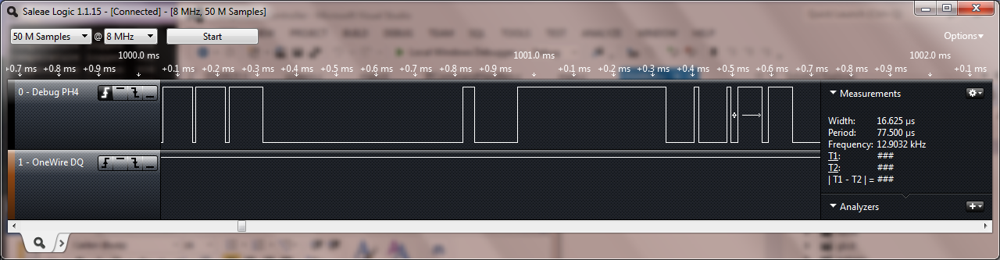 Saleae Logic 1.1.15 - [Connected] - [8 MHz, 50 M Samples]
50 M Samples @ 8 MHz Start Options
1000.0 ms 1001.0 ms 1002.0 ms
+0.7 ms +0.8 ms +0.9 ms +0.1 ms +0.2 ms +0.3 ms +0.4 ms +0.5 ms +0.6 ms +0.7 ms +0.8 ms +0.9 ms +0.1 ms +0.2 ms +0.3 ms +0.4 ms +0.5 ms +0.6 ms +0.7 ms +0.8 ms +0.9 ms +0.1 ms
0 - Debug PH4
Measurements
Width: 16.625 µs
Period: 77.500 µs
Frequency: 12.9032 kHz
T1: ###
T2: ###
| T1 - T2 | = ###
1 - OneWire DQ
Analyzers